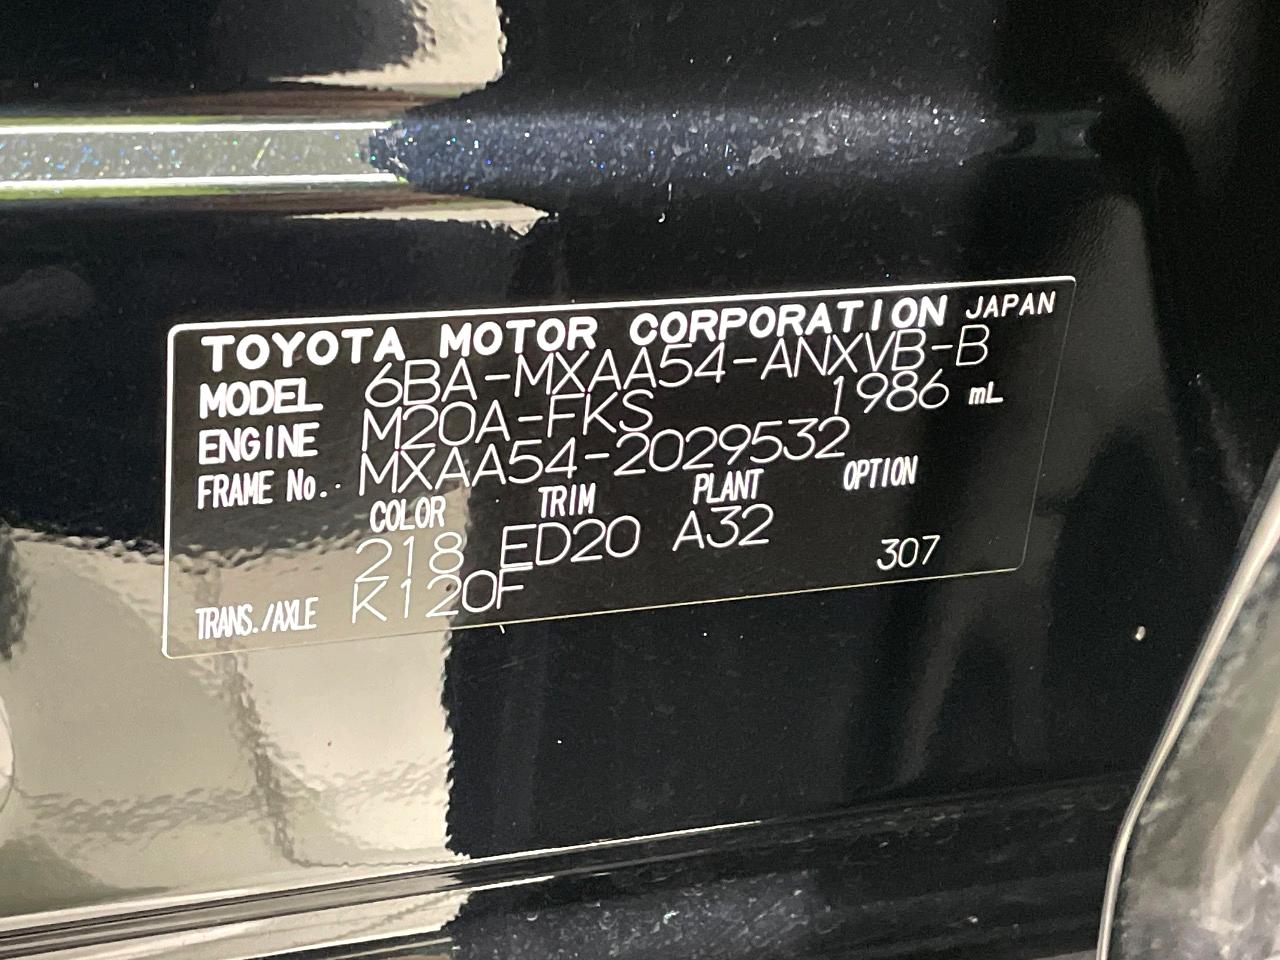 TOYOTA MOTOR CORPORATION JAPAN
MODEL 6BA-MXAA54-ANXVB-B
ENGINE M20A-FKS 1986 mL
FRAME No. MXAA54-2029532
COLOR TRIM PLANT OPTION
218 ED20 A32 307
TRANS./AXLE K120F